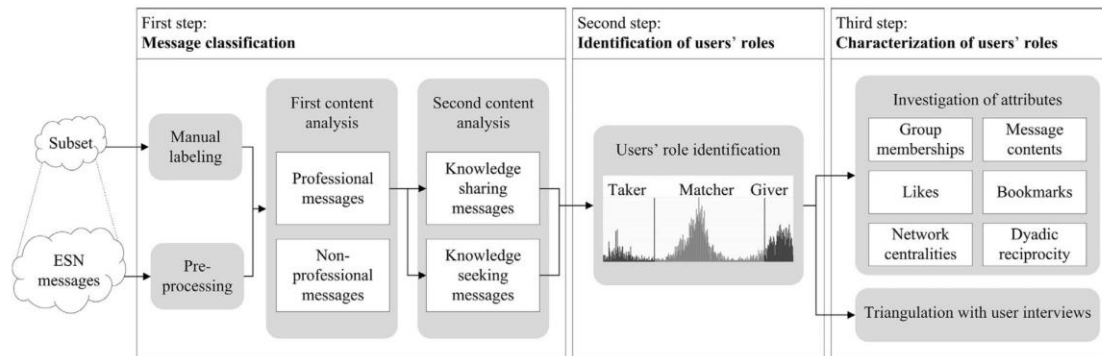 First step:
Message classification
Second step:
Identification of users' roles
Third step:
Characterization of users' roles
Subset
ESN
messages
Manual
labeling
Pre-
processing
First content
analysis
Professional
messages
Non-
professional
messages
Second content
analysis
Knowledge
sharing
messages
Knowledge
seeking
messages
Users' role identification
Taker Matcher Giver
Investigation of attributes
Group
memberships
Message
contents
Likes
Bookmarks
Network
centralities
Dyadic
reciprocity
Triangulation with user interviews